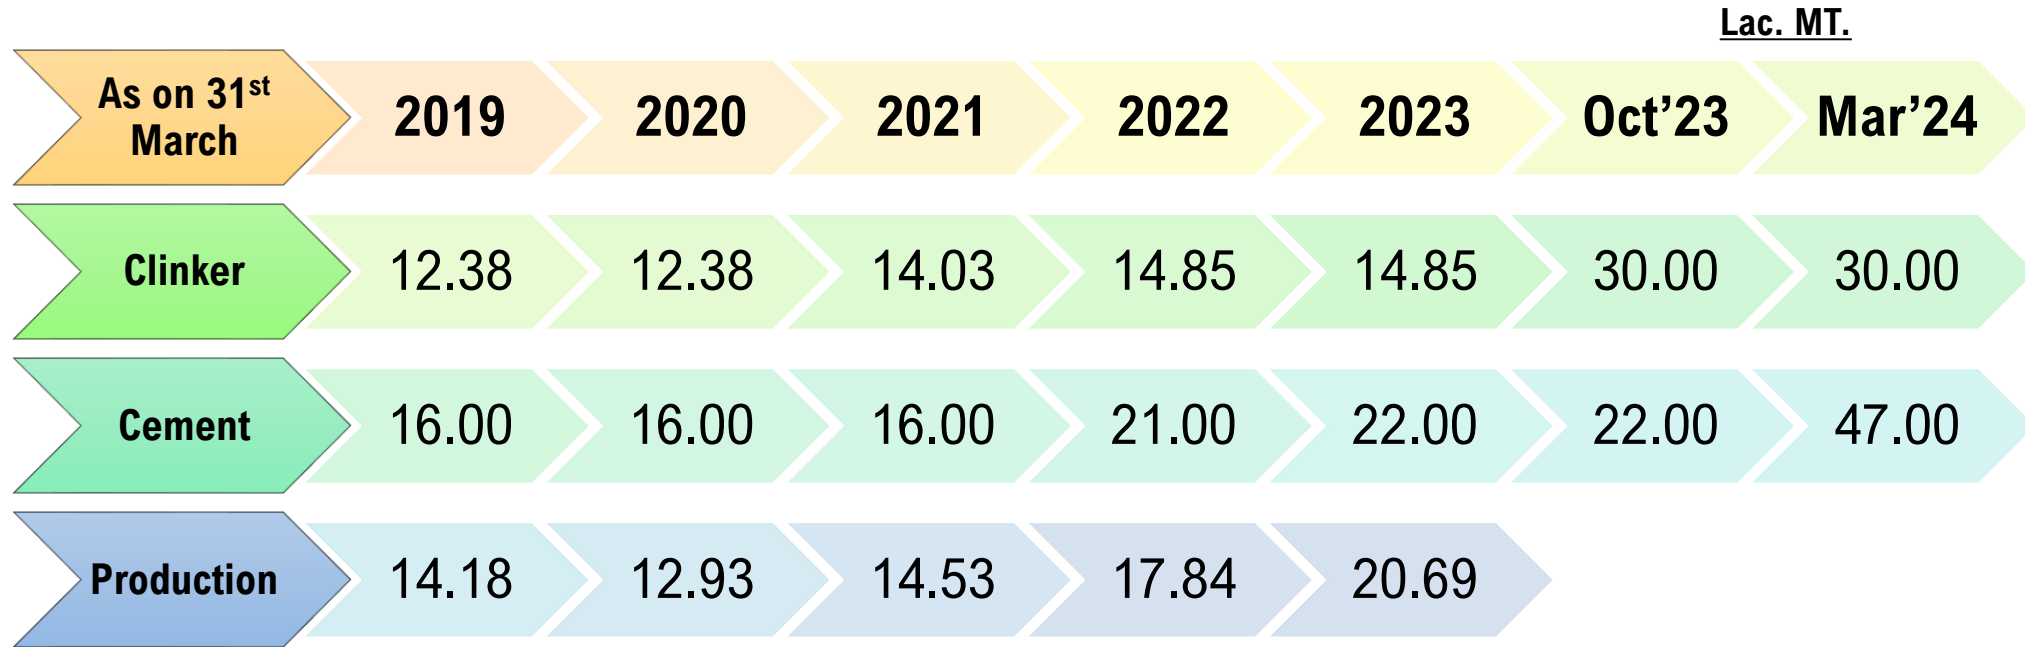 Lac. MT.
As on 31st March 2019 2020 2021 2022 2023 Oct’23 Mar’24
Clinker 12.38 12.38 14.03 14.85 14.85 30.00 30.00
Cement 16.00 16.00 16.00 21.00 22.00 22.00 47.00
Production 14.18 12.93 14.53 17.84 20.69